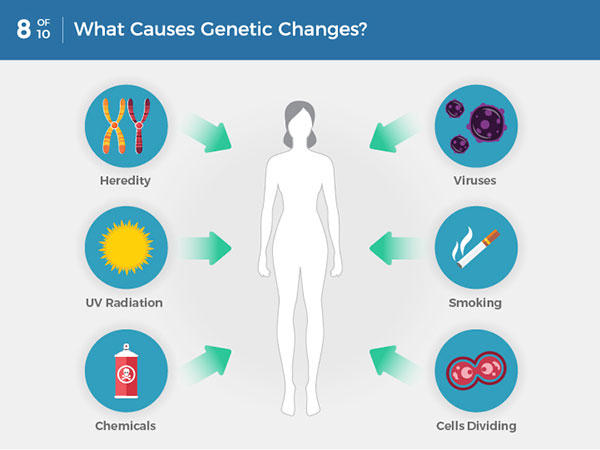 8 OF 10 What Causes Genetic Changes?
Heredity
Viruses
UV Radiation
Smoking
Chemicals
Cells Dividing